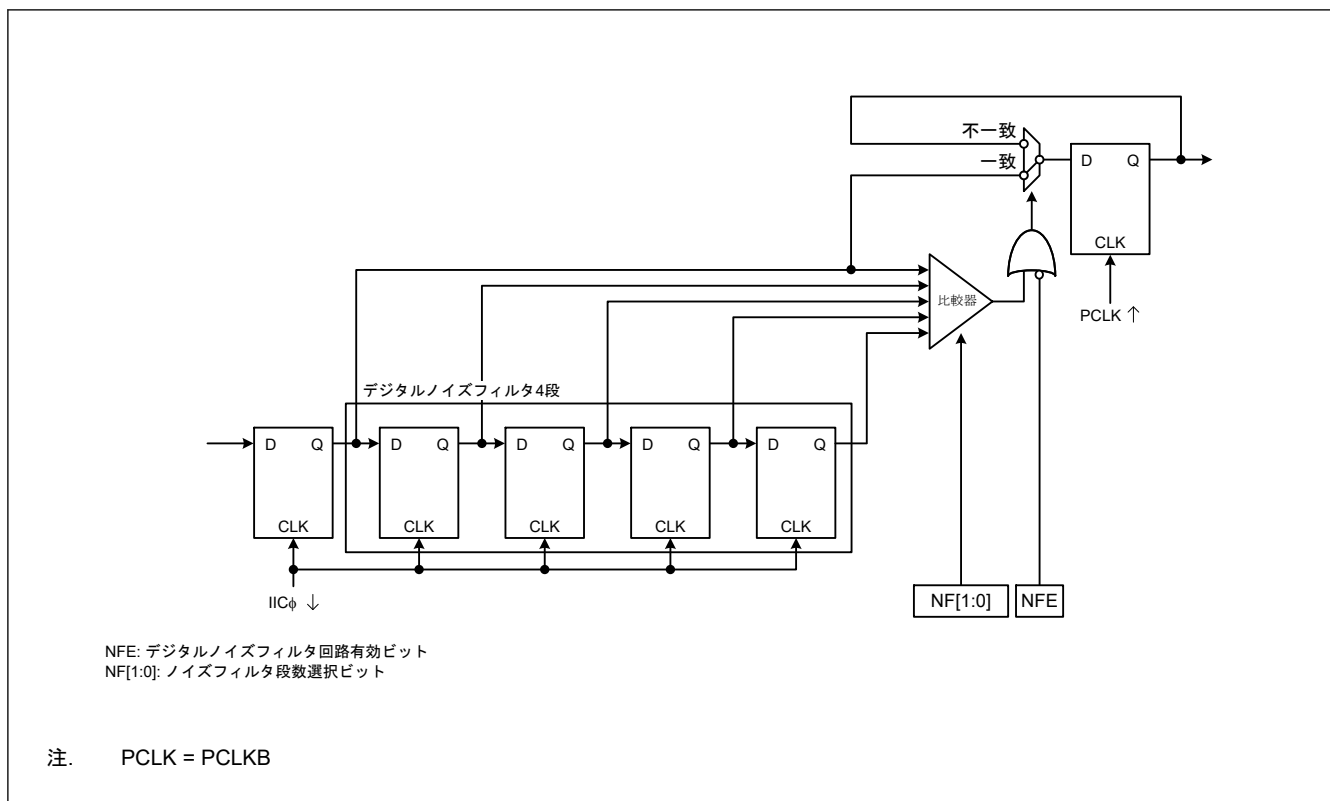 不一致
一致
D Q
CLK
PCLK ↑
比較器
デジタルノイズフィルタ4段
D Q
CLK
D Q
CLK
D Q
CLK
D Q
CLK
D Q
CLK
IICφ ↓
NF[1:0]
NFE
NFE: デジタルノイズフィルタ回路有効ビット
NF[1:0]: ノイズフィルタ段数選択ビット
注. PCLK = PCLKB